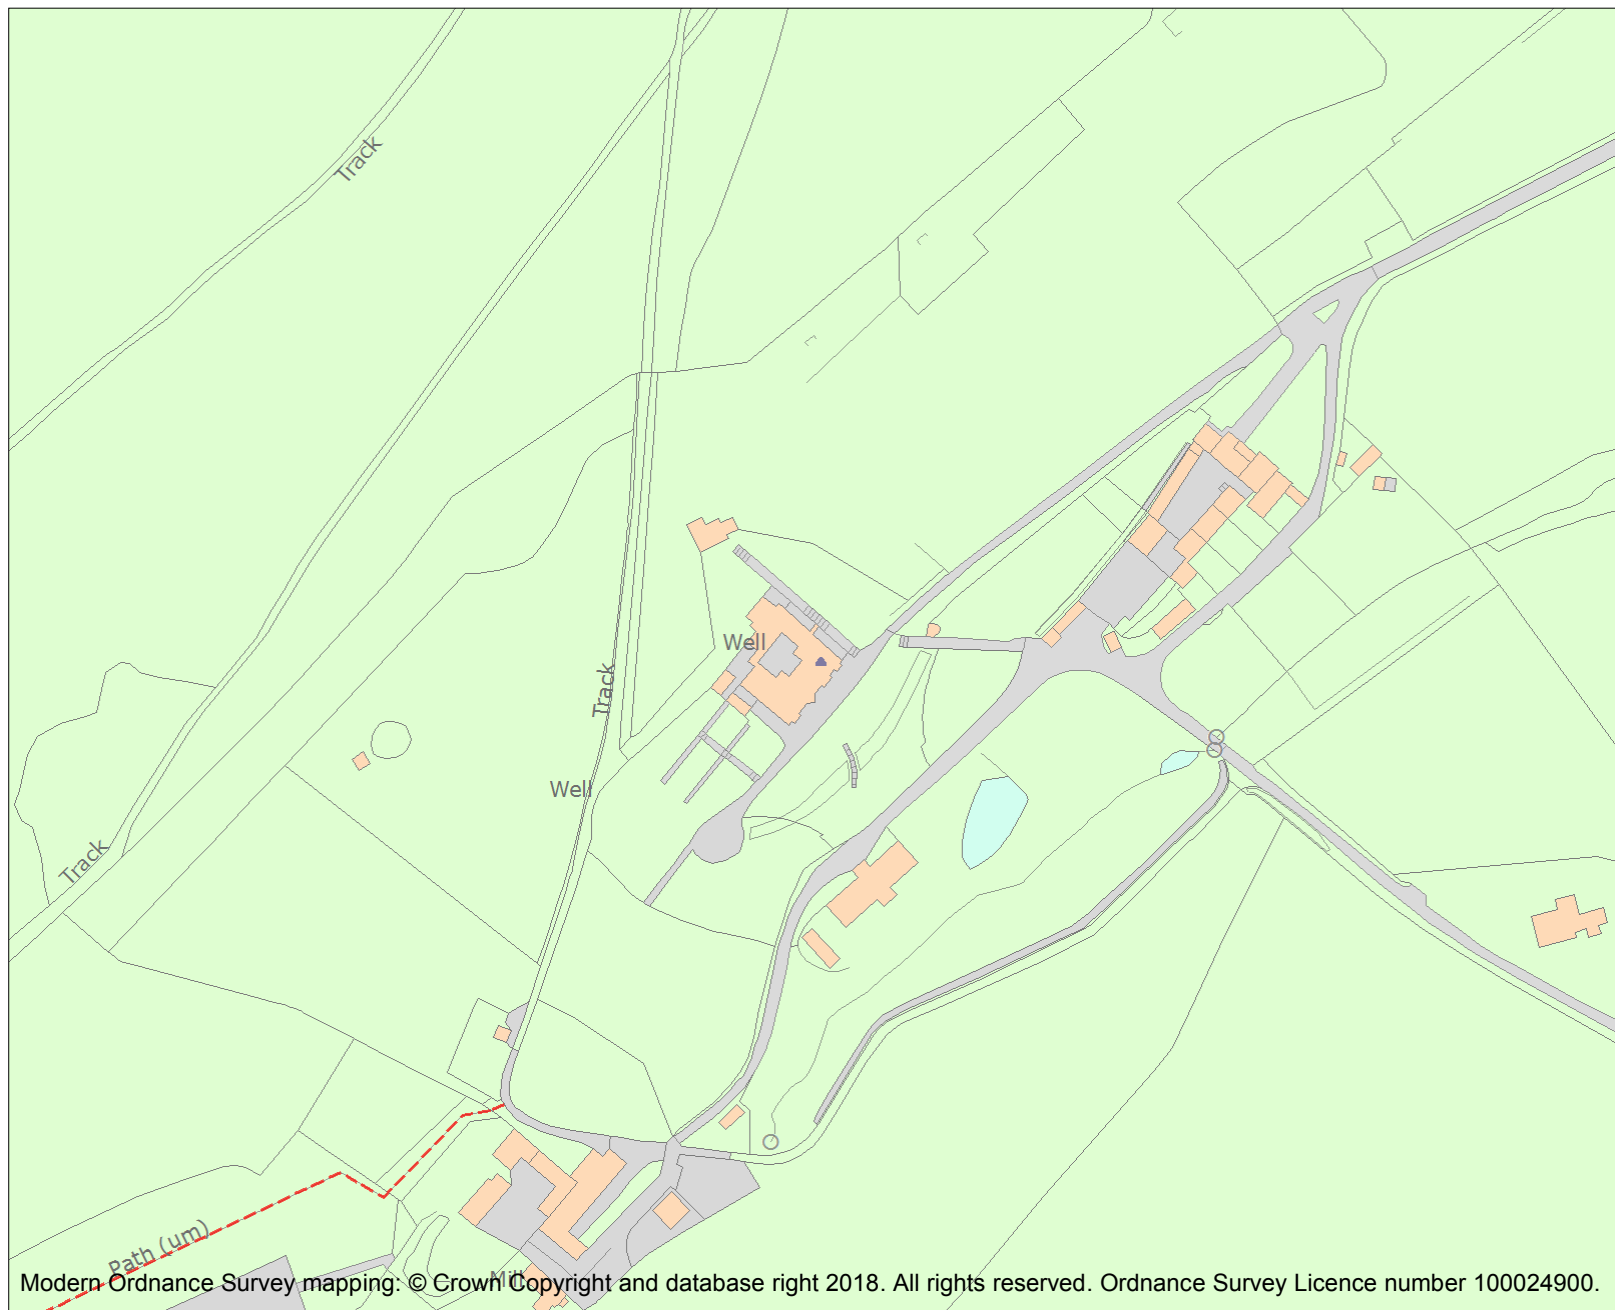 Track
Well
Track
Well
Track
Path (um)
Mill
Modern Ordnance Survey mapping: © Crown Copyright and database right 2018. All rights reserved. Ordnance Survey Licence number 100024900.